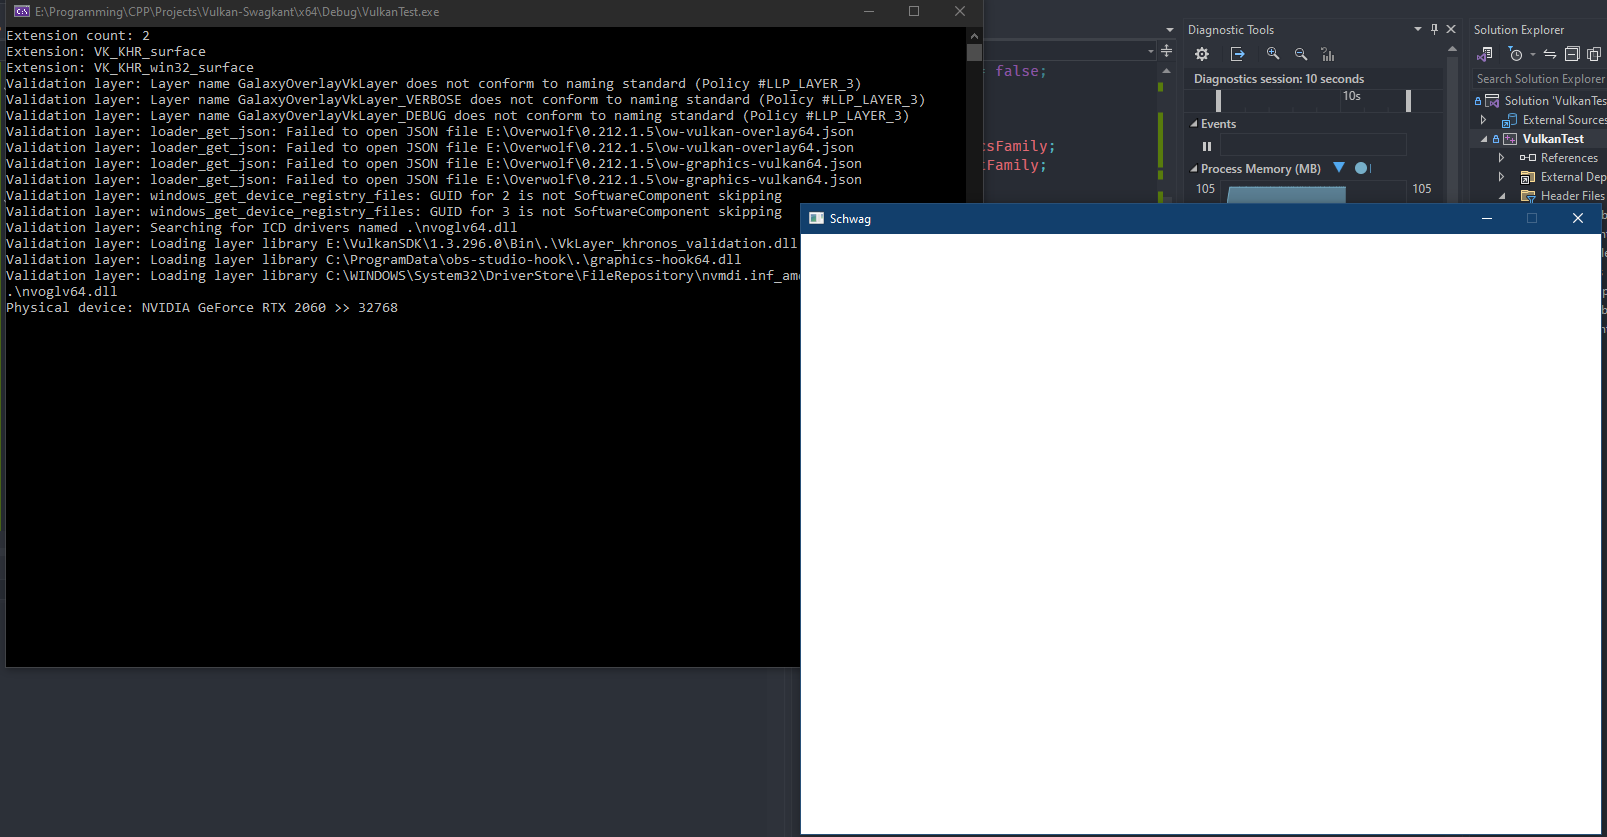 E:\Programming\CPP\Projects\Vulkan-Swagkant\x64\Debug\VulkanTest.exe
Extension count: 2
Extension: VK_KHR_surface
Extension: VK_KHR_win32_surface
Validation layer: Layer name GalaxyOverlayVkLayer does not conform to naming standard (Policy #LLP_LAYER_3)
Validation layer: Layer name GalaxyOverlayVkLayer_VERBOSE does not conform to naming standard (Policy #LLP_LAYER_3)
Validation layer: Layer name GalaxyOverlayVkLayer_DEBUG does not conform to naming standard (Policy #LLP_LAYER_3)
Validation layer: loader_get_json: Failed to open JSON file E:\Overwolf\0.212.1.5\ow-vulkan-overlay64.json
Validation layer: loader_get_json: Failed to open JSON file E:\Overwolf\0.212.1.5\ow-vulkan-overlay64.json
Validation layer: loader_get_json: Failed to open JSON file E:\Overwolf\0.212.1.5\ow-graphics-vulkan64.json
Validation layer: loader_get_json: Failed to open JSON file E:\Overwolf\0.212.1.5\ow-graphics-vulkan64.json
Validation layer: windows_get_device_registry_files: GUID for 2 is not SoftwareComponent skipping
Validation layer: windows_get_device_registry_files: GUID for 3 is not SoftwareComponent skipping
Validation layer: Searching for ICD drivers named .\nvoglv64.dll
Validation layer: Loading layer library E:\VulkanSDK\1.3.296.0\Bin\.\VkLayer_khronos_validation.dll
Validation layer: Loading layer library C:\ProgramData\obs-studio-hook\.\graphics-hook64.dll
Validation layer: Loading layer library C:\WINDOWS\System32\DriverStore\FileRepository\nvmdi.inf_am
.\nvoglv64.dll
Physical device: NVIDIA GeForce RTX 2060 >> 32768
false;
csFamily;
tFamily;
Diagnostic Tools
Diagnostics session: 10 seconds
10s
Events
Process Memory (MB)
105 105
Solution Explorer
Search Solution Explorer
Solution 'VulkanTes
External Sources
VulkanTest
References
External Dep
Header Files
Schwag